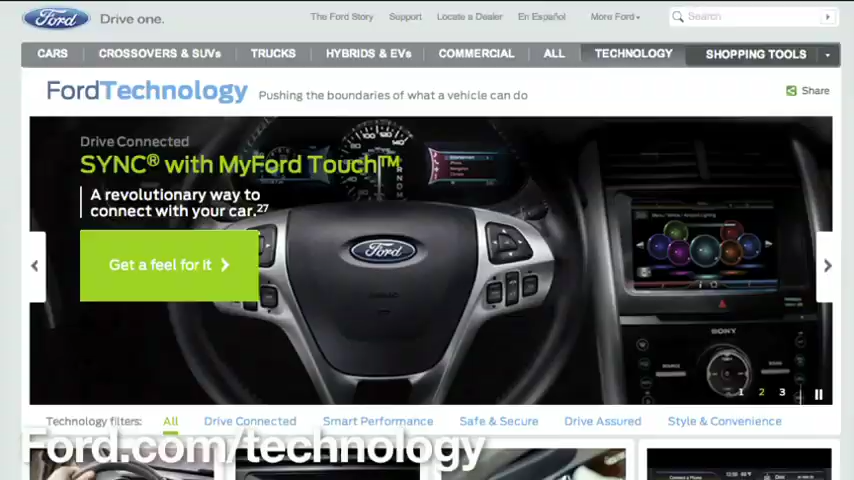 Ford Drive one.
The Ford Story Support Locate a Dealer En Español More Ford Search
CARS CROSSOVERS & SUVs TRUCKS HYBRIDS & EVs COMMERCIAL ALL TECHNOLOGY SHOPPING TOOLS
FordTechnology Pushing the boundaries of what a vehicle can do Share
Drive Connected
SYNC® with MyFord Touch™
A revolutionary way to
connect with your car.27
Get a feel for it
Ford
SONY
1 2 3
Technology filters: All Drive Connected Smart Performance Safe & Secure Drive Assured Style & Convenience
Ford.com/technology